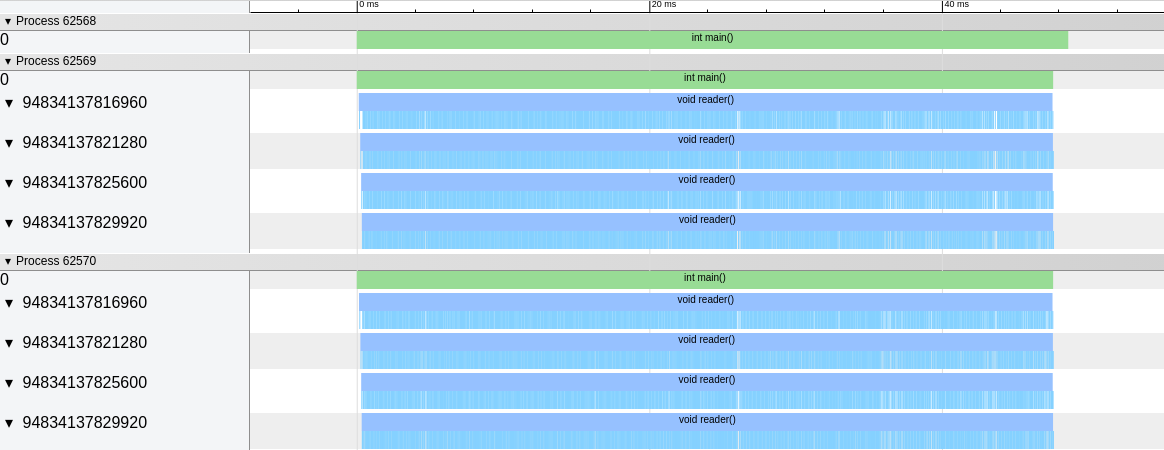 0 ms 20 ms 40 ms
▼ Process 62568
0 int main()
▼ Process 62569
0 int main()
▼ 94834137816960 void reader()
▼ 94834137821280 void reader()
▼ 94834137825600 void reader()
▼ 94834137829920 void reader()
▼ Process 62570
0 int main()
▼ 94834137816960 void reader()
▼ 94834137821280 void reader()
▼ 94834137825600 void reader()
▼ 94834137829920 void reader()